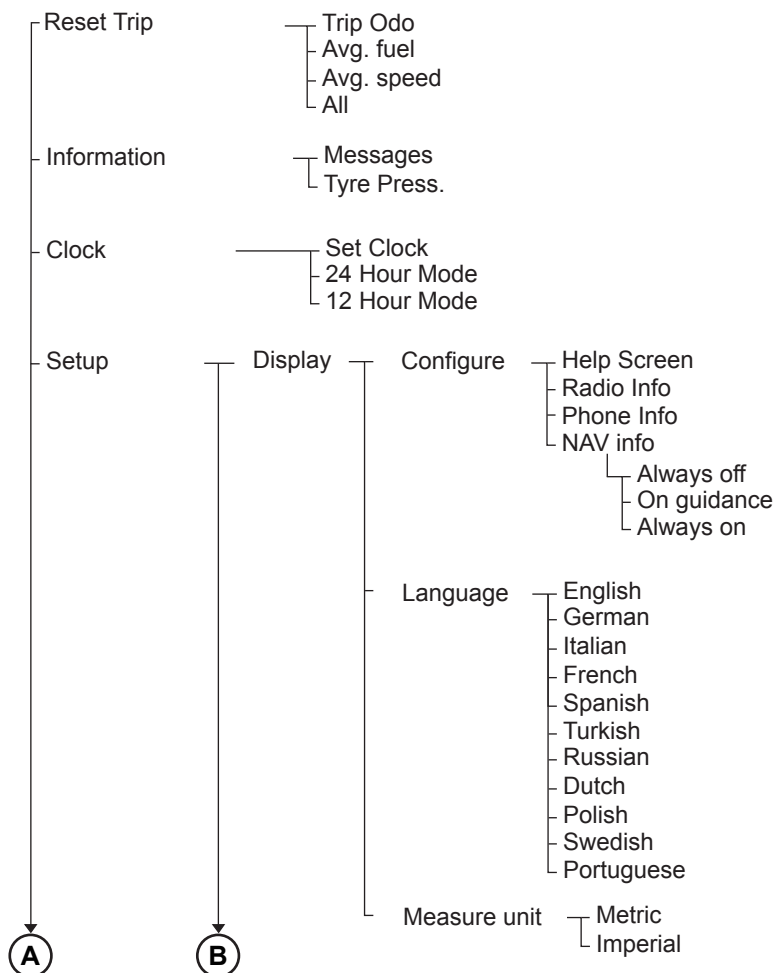 Reset Trip
Trip Odo
Avg. fuel
Avg. speed
All
Information
Messages
Tyre Press.
Clock
Set Clock
24 Hour Mode
12 Hour Mode
Setup
Display
Configure
Help Screen
Radio Info
Phone Info
NAV info
Always off
On guidance
Always on
Language
English
German
Italian
French
Spanish
Turkish
Russian
Dutch
Polish
Swedish
Portuguese
Measure unit
Metric
Imperial
A
B